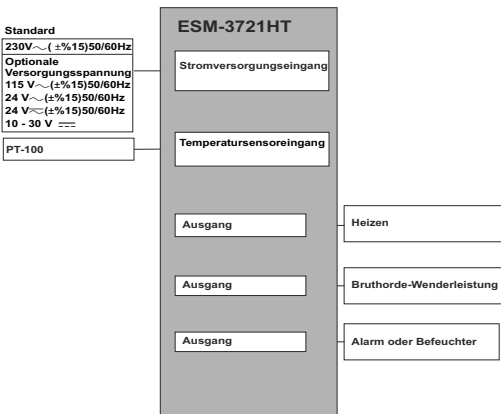 Standard
ESM-3721HT
230V～( ±%15)50/60Hz
Optionale
Versorgungsspannung
115 V～(±%15)50/60Hz
24 V～(±%15)50/60Hz
24 V⏦(±%15)50/60Hz
10 - 30 V ⎓
Stromversorgungseingang
PT-100
Temperatursensoreingang
Ausgang
Heizen
Ausgang
Bruthorde-Wenderleistung
Ausgang
Alarm oder Befeuchter